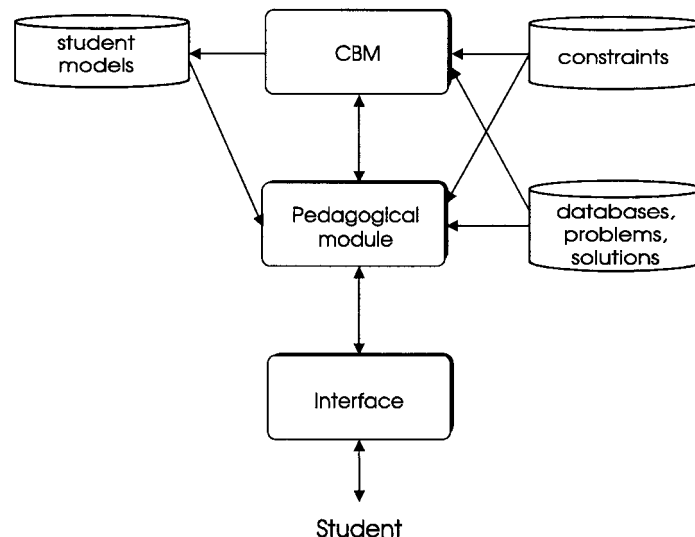 student
models
CBM
constraints
Pedagogical
module
databases,
problems,
solutions
Interface
Student